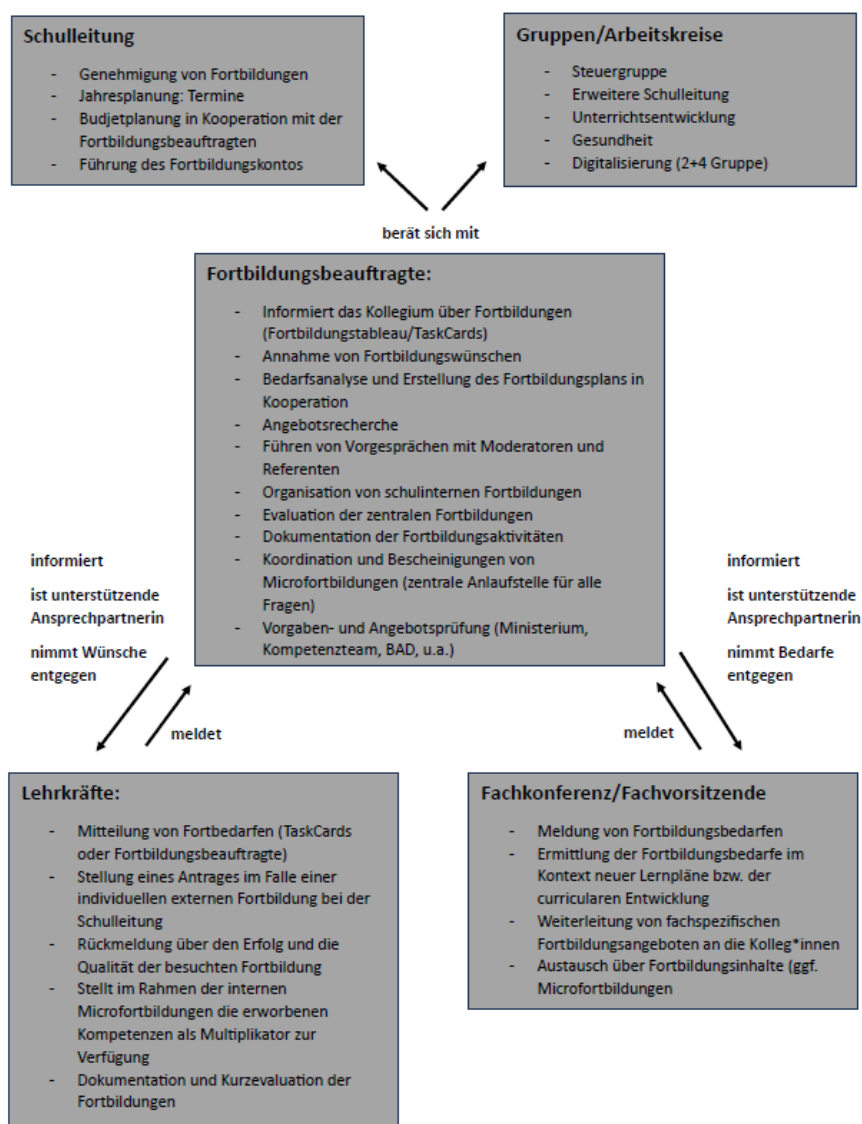 Schulleitung
- Genehmigung von Fortbildungen
- Jahresplanung: Termine
- Budjetplanung in Kooperation mit der
Fortbildungsbeauftragten
- Führung des Fortbildungskontos
Gruppen/Arbeitskreise
- Steuergruppe
- Erweitere Schulleitung
- Unterrichtsentwicklung
- Gesundheit
- Digitalisierung (2+4 Gruppe)
berät sich mit
Fortbildungsbeauftragte:
- Informiert das Kollegium über Fortbildungen
(Fortbildungstableau/TaskCards)
- Annahme von Fortbildungswünschen
- Bedarfsanalyse und Erstellung des Fortbildungsplans in
Kooperation
- Angebotsrecherche
- Führen von Vorgesprächen mit Moderatoren und
Referenten
- Organisation von schulinternen Fortbildungen
- Evaluation der zentralen Fortbildungen
- Dokumentation der Fortbildungsaktivitäten
- Koordination und Bescheinigungen von
Microfortbildungen (zentrale Anlaufstelle für alle
Fragen)
- Vorgaben- und Angebotsprüfung (Ministerium,
Kompetenzteam, BAD, u.a.)
informiert
ist unterstützende
Ansprechpartnerin
nimmt Wünsche
entgegen
meldet
informiert
ist unterstützende
Ansprechpartnerin
nimmt Bedarfe
entgegen
meldet
Lehrkräfte:
- Mitteilung von Fortbedarfen (TaskCards
oder Fortbildungsbeauftragte)
- Stellung eines Antrages im Falle einer
individuellen externen Fortbildung bei der
Schulleitung
- Rückmeldung über den Erfolg und die
Qualität der besuchten Fortbildung
- Stellt im Rahmen der internen
Microfortbildungen die erworbenen
Kompetenzen als Multiplikator zur
Verfügung
- Dokumentation und Kurzevaluation der
Fortbildungen
Fachkonferenz/Fachvorsitzende
- Meldung von Fortbildungsbedarfen
- Ermittlung der Fortbildungsbedarfe im
Kontext neuer Lernpläne bzw. der
curricularen Entwicklung
- Weiterleitung von fachspezifischen
Fortbildungsangeboten an die Kolleg*innen
- Austausch über Fortbildungsinhalte (ggf.
Microfortbildungen